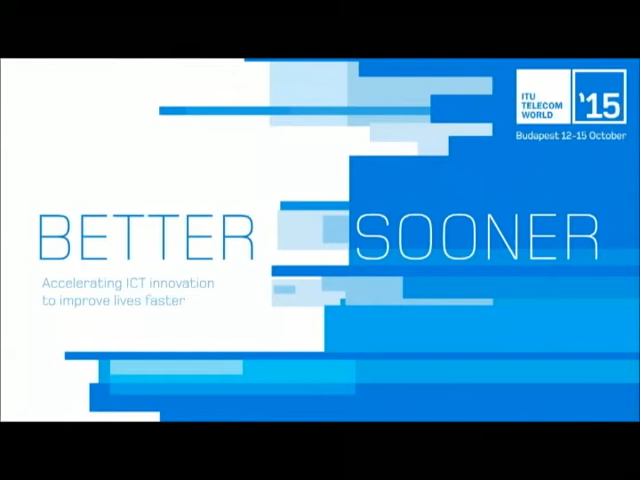 ITU
TELECOM
WORLD
'15
Budapest 12-15 October
BETTER SOONER
Accelerating ICT innovation
to improve lives faster